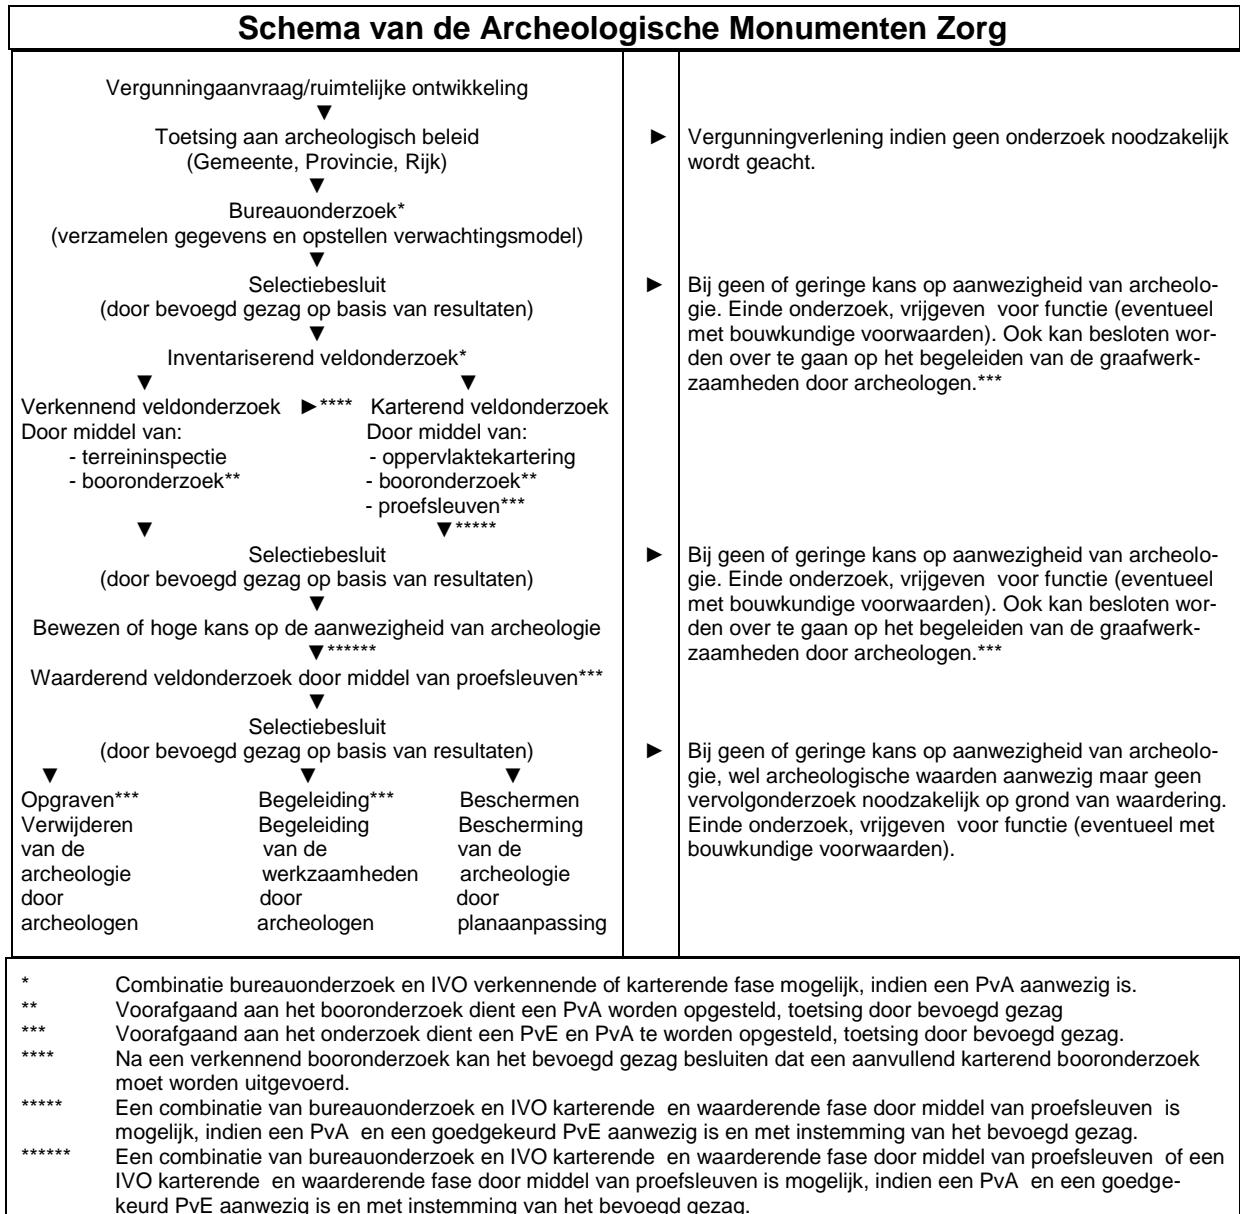 Schema van de Archeologische Monumenten Zorg
Vergunningaanvraag/ruimtelijke ontwikkeling
▼
Toetsing aan archeologisch beleid
(Gemeente, Provincie, Rijk)
▼
► Vergunningverlening indien geen onderzoek noodzakelijk
wordt geacht.
Bureauonderzoek*
(verzamelen gegevens en opstellen verwachtingsmodel)
▼
Selectiebesluit
(door bevoegd gezag op basis van resultaten)
▼
► Bij geen of geringe kans op aanwezigheid van archeolo-
gie. Einde onderzoek, vrijgeven voor functie (eventueel
met bouwkundige voorwaarden). Ook kan besloten wor-
den over te gaan op het begeleiden van de graafwerk-
zaamheden door archeologen.***
Inventariserend veldonderzoek*
▼ ▼
Verkennend veldonderzoek ►**** Karterend veldonderzoek
Door middel van: Door middel van:
- terreininspectie - oppervlaktekartering
- booronderzoek** - booronderzoek**
- proefsleuven***
▼ ▼*****
Selectiebesluit
(door bevoegd gezag op basis van resultaten)
▼
► Bij geen of geringe kans op aanwezigheid van archeolo-
gie. Einde onderzoek, vrijgeven voor functie (eventueel
met bouwkundige voorwaarden). Ook kan besloten wor-
den over te gaan op het begeleiden van de graafwerk-
zaamheden door archeologen.***
Bewezen of hoge kans op de aanwezigheid van archeologie
▼******
Waarderend veldonderzoek door middel van proefsleuven***
▼
Selectiebesluit
(door bevoegd gezag op basis van resultaten)
► Bij geen of geringe kans op aanwezigheid van archeolo-
gie, wel archeologische waarden aanwezig maar geen
vervolgonderzoek noodzakelijk op grond van waardering.
Einde onderzoek, vrijgeven voor functie (eventueel met
bouwkundige voorwaarden).
▼ ▼ ▼
Opgraven*** Begeleiding*** Beschermen
Verwijderen Begeleiding Bescherming
van de van de van de
archeologie werkzaamheden archeologie
door door door
archeologen archeologen planaanpassing
* Combinatie bureauonderzoek en IVO verkennende of karterende fase mogelijk, indien een PvA aanwezig is.
** Voorafgaand aan het booronderzoek dient een PvA worden opgesteld, toetsing door bevoegd gezag
*** Voorafgaand aan het onderzoek dient een PvE en PvA te worden opgesteld, toetsing door bevoegd gezag.
**** Na een verkennend booronderzoek kan het bevoegd gezag besluiten dat een aanvullend karterend booronderzoek
moet worden uitgevoerd.
***** Een combinatie van bureauonderzoek en IVO karterende en waarderende fase door middel van proefsleuven is
mogelijk, indien een PvA en een goedgekeurd PvE aanwezig is en met instemming van het bevoegd gezag.
****** Een combinatie van bureauonderzoek en IVO karterende en waarderende fase door middel van proefsleuven of een
IVO karterende en waarderende fase door middel van proefsleuven is mogelijk, indien een PvA en een goedge-
keurd PvE aanwezig is en met instemming van het bevoegd gezag.